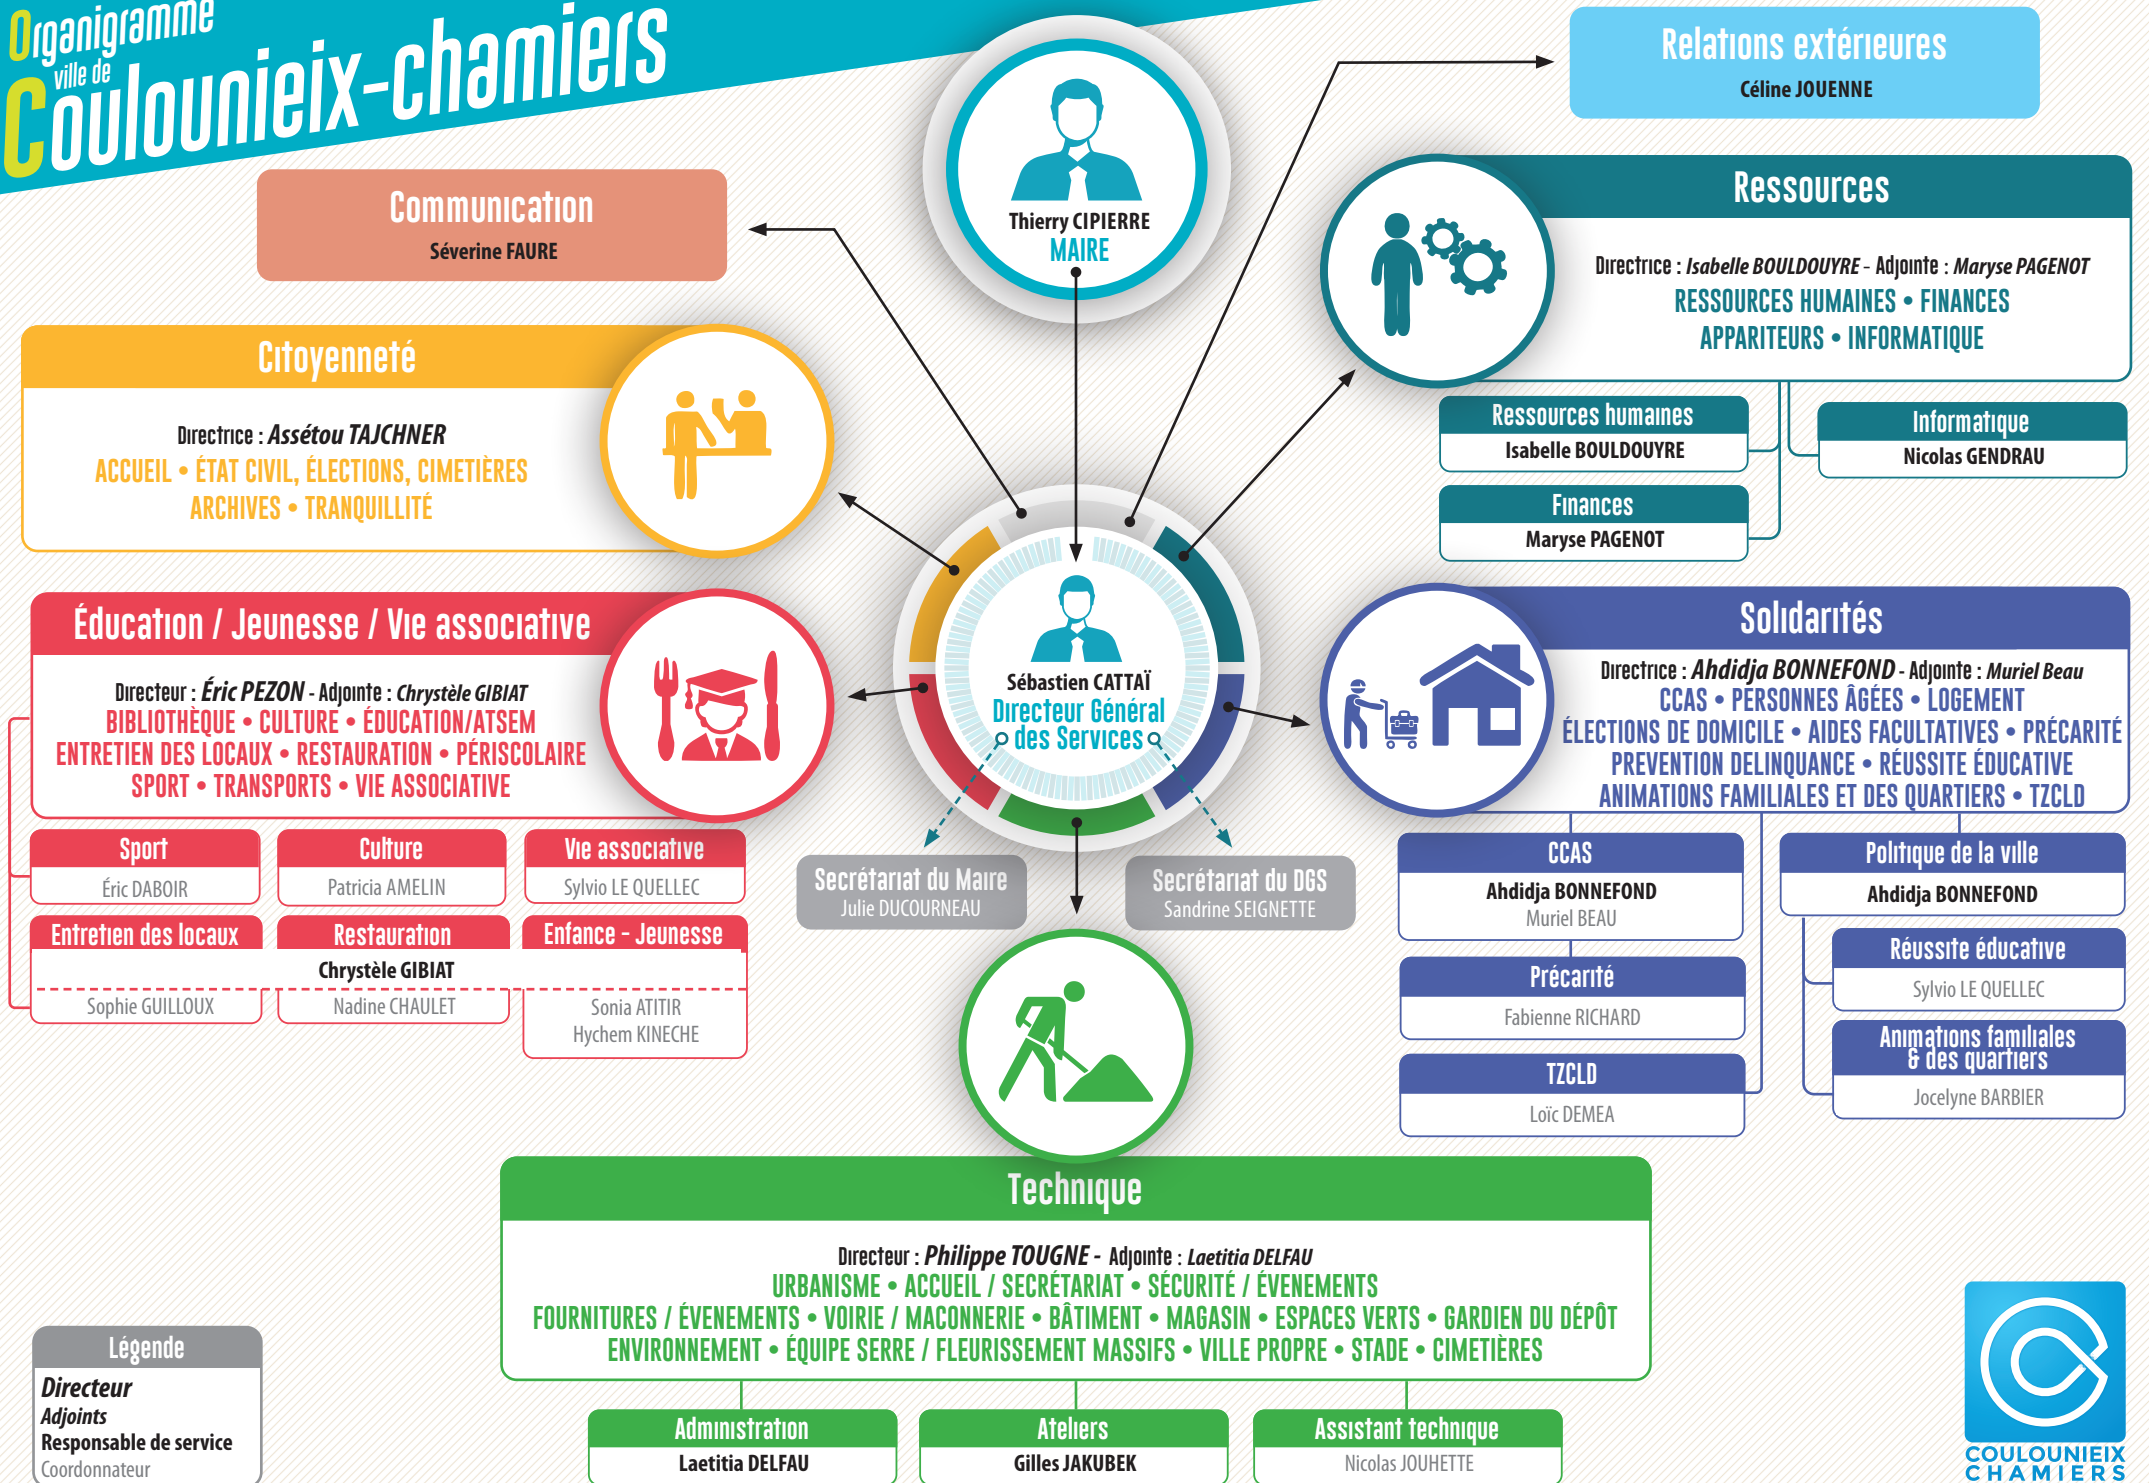 Organigramme
ville de
Coulounieix-chamiers
Thierry CIPIERRE
MAIRE
Relations extérieures
Céline JOUENNE
Communication
Séverine FAURE
Ressources
Directrice : Isabelle BOULDOUYRE - Adjointe : Maryse PAGENOT
RESSOURCES HUMAINES • FINANCES
APPARITEURS • INFORMATIQUE
Ressources humaines
Isabelle BOULDOUYRE
Informatique
Nicolas GENDRAU
Finances
Maryse PAGENOT
Citoyenneté
Directrice : Assétou TAJCHNER
ACCUEIL • ÉTAT CIVIL, ÉLECTIONS, CIMETIÈRES
ARCHIVES • TRANQUILLITÉ
Sébastien CATTAÏ
Directeur Général
des Services
Secrétariat du Maire
Julie DUCOURNEAU
Secrétariat du DGS
Sandrine SEIGNETTE
Éducation / Jeunesse / Vie associative
Directeur : Éric PEZON - Adjointe : Chrystèle GIBIAT
BIBLIOTHÈQUE • CULTURE • ÉDUCATION/ATSEM
ENTRETIEN DES LOCAUX • RESTAURATION • PÉRISCOLAIRE
SPORT • TRANSPORTS • VIE ASSOCIATIVE
Sport
Éric DABOIR
Culture
Patricia AMELIN
Vie associative
Sylvio LE QUELLEC
Entretien des locaux
Restauration
Enfance - Jeunesse
Chrystèle GIBIAT
Sophie GUILLOUX
Nadine CHAULET
Sonia ATITIR
Hychem KINECHE
Solidarités
Directrice : Ahdidja BONNEFOND - Adjointe : Muriel Beau
CCAS • PERSONNES ÂGÉES • LOGEMENT
ÉLECTIONS DE DOMICILE • AIDES FACULTATIVES • PRÉCARITÉ
PREVENTION DELINQUANCE • RÉUSSITE ÉDUCATIVE
ANIMATIONS FAMILIALES ET DES QUARTIERS • TZCLD
CCAS
Ahdidja BONNEFOND
Muriel BEAU
Précarité
Fabienne RICHARD
TZCLD
Loïc DEMEA
Politique de la ville
Ahdidja BONNEFOND
Réussite éducative
Sylvio LE QUELLEC
Animations familiales
& des quartiers
Jocelyne BARBIER
Technique
Directeur : Philippe TOUGNE - Adjointe : Laetitia DELFAU
URBANISME • ACCUEIL / SECRÉTARIAT • SÉCURITÉ / ÉVENEMENTS
FOURNITURES / ÉVENEMENTS • VOIRIE / MACONNERIE • BÂTIMENT • MAGASIN • ESPACES VERTS • GARDIEN DU DÉPÔT
ENVIRONNEMENT • ÉQUIPE SERRE / FLEURISSEMENT MASSIFS • VILLE PROPRE • STADE • CIMETIÈRES
Administration
Laetitia DELFAU
Ateliers
Gilles JAKUBEK
Assistant technique
Nicolas JOUHETTE
Légende
Directeur
Adjoints
Responsable de service
Coordonnateur
COULOUNIEIX
CHAMIERS